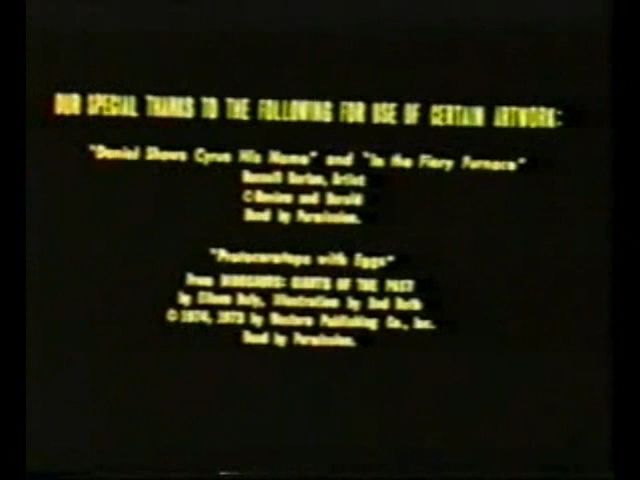 OUR SPECIAL THANKS TO THE FOLLOWING FOR USE OF CERTAIN ARTWORK:
"Daniel Shows Cyrus His Name" and "In the Fiery Furnace"
Russell Harlan, Artist
© Review and Herald
Used by Permission.
"Protoceratops with Eggs"
From DINOSAURS: GIANTS OF THE PAST
by Eileen Daly, Illustration by Rod Ruth
© 1974, 1973 by Western Publishing Co., Inc.
Used by Permission.